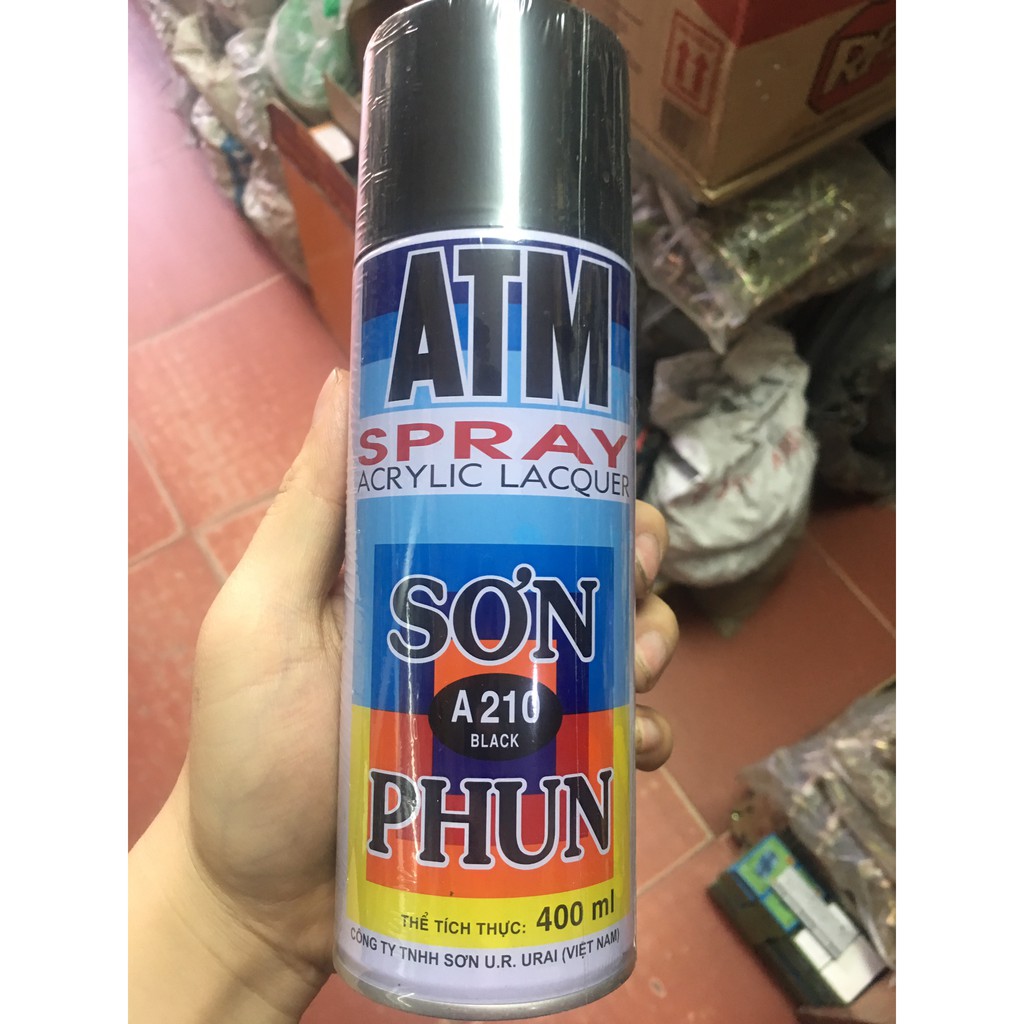 ATM
SPRAY
ACRYLIC LACQUER
SƠN
A 210
BLACK
PHUN
THỂ TÍCH THỰC: 400 ml
CÔNG TY TNHH SƠN U.R. URAI (VIỆT NAM)